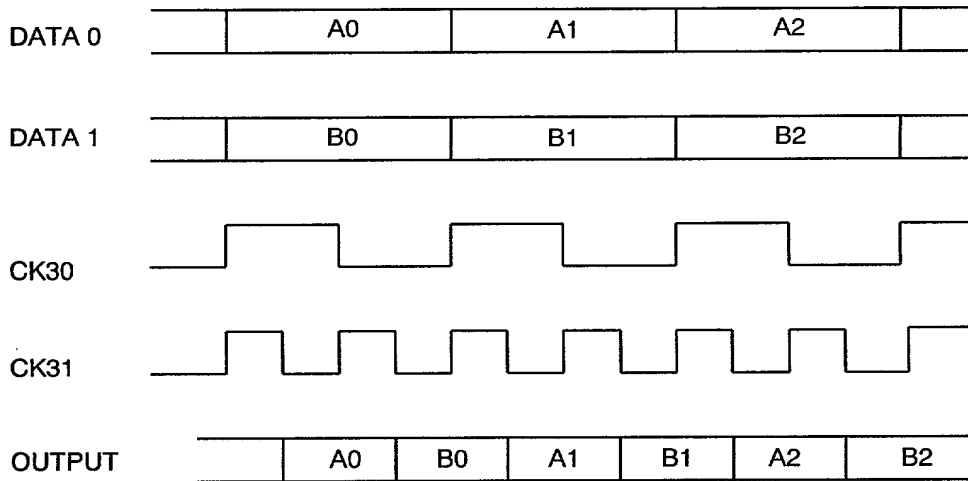 DATA 0 A0 A1 A2
DATA 1 B0 B1 B2
CK30
CK31
OUTPUT A0 B0 A1 B1 A2 B2